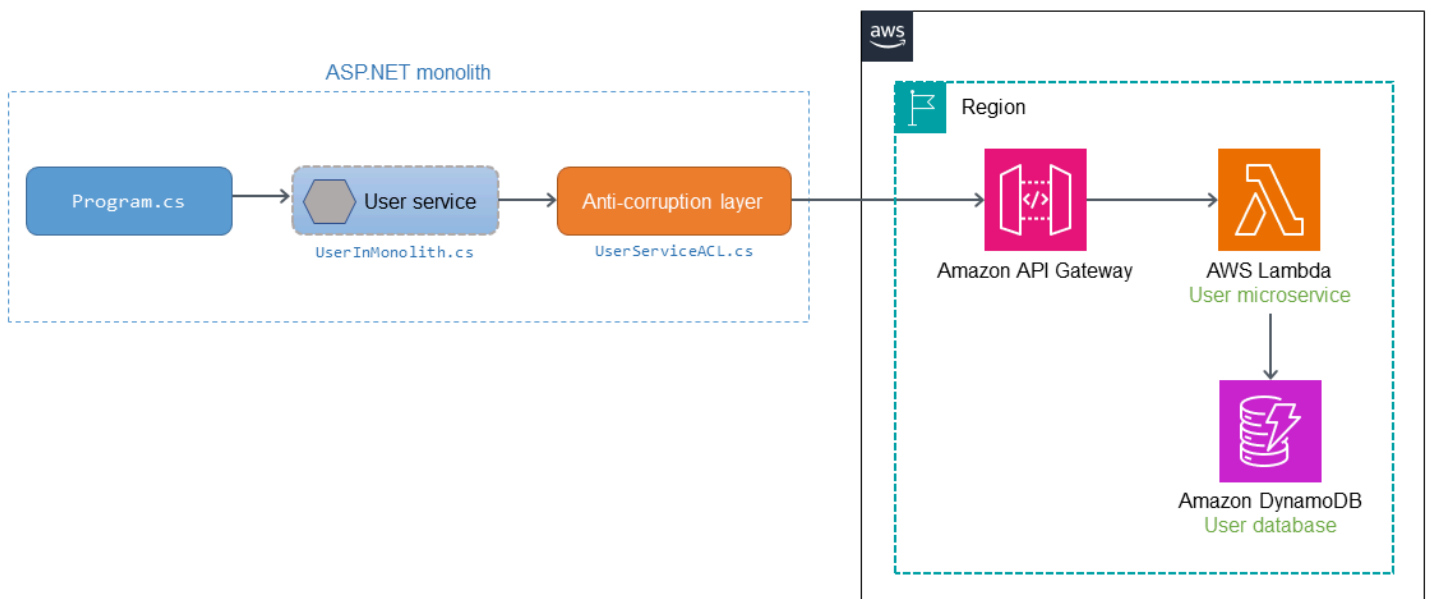 ASP.NET monolith
Program.cs
User service
UserInMonolith.cs
Anti-corruption layer
UserServiceACL.cs
aws
Region
</>
Amazon API Gateway
AWS Lambda
User microservice
Amazon DynamoDB
User database